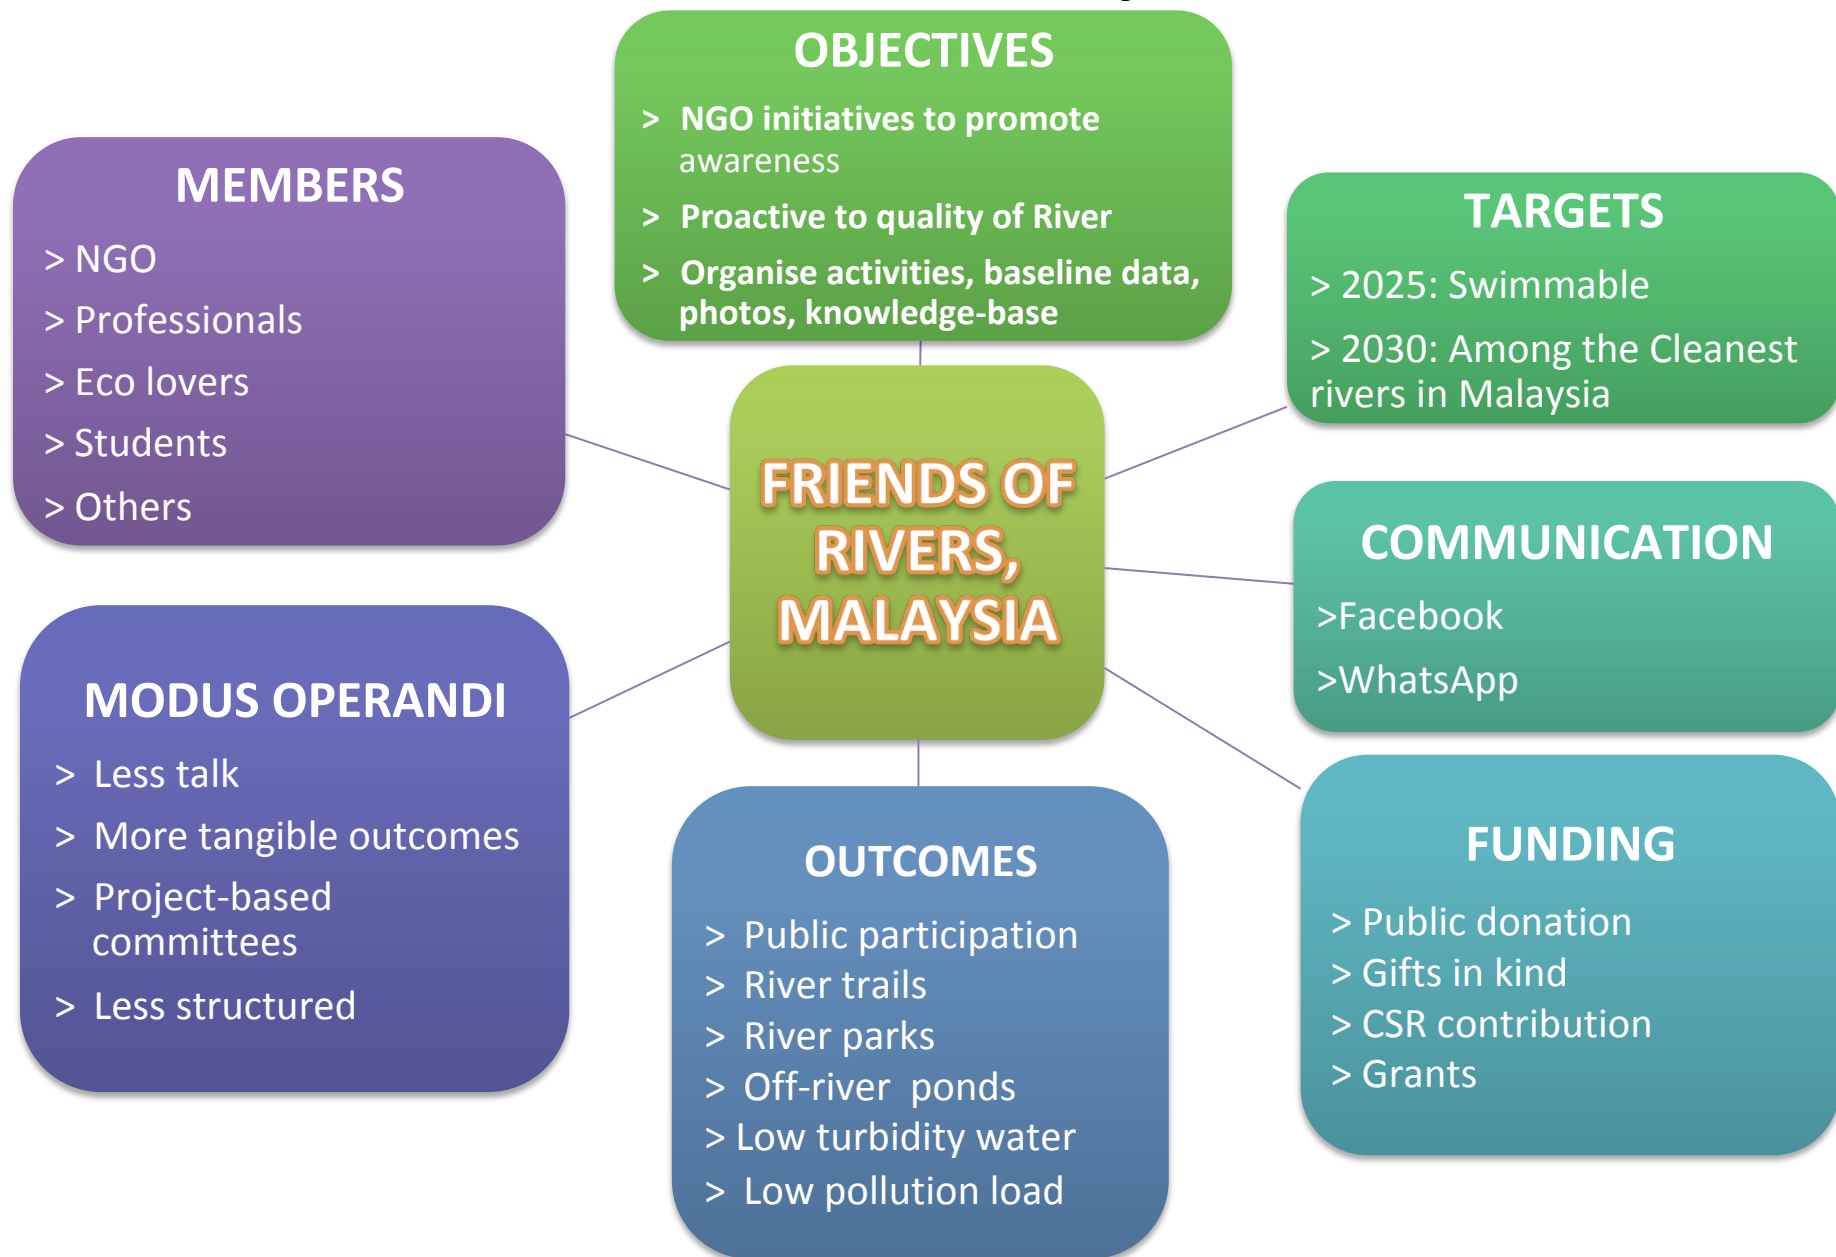 OBJECTIVES
> NGO initiatives to promote
awareness
> Proactive to quality of River
> Organise activities, baseline data,
photos, knowledge-base
MEMBERS
> NGO
> Professionals
> Eco lovers
> Students
> Others
TARGETS
> 2025: Swimmable
> 2030: Among the Cleanest
rivers in Malaysia
FRIENDS OF
RIVERS,
MALAYSIA
COMMUNICATION
>Facebook
>WhatsApp
MODUS OPERANDI
> Less talk
> More tangible outcomes
> Project-based
committees
> Less structured
OUTCOMES
> Public participation
> River trails
> River parks
> Off-river ponds
> Low turbidity water
> Low pollution load
FUNDING
> Public donation
> Gifts in kind
> CSR contribution
> Grants